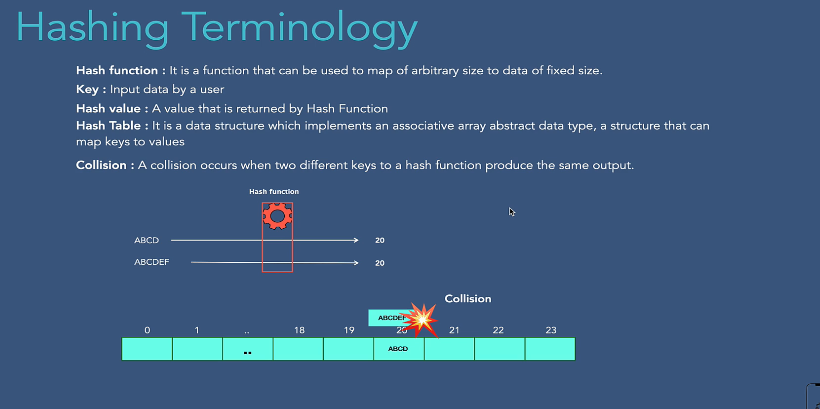 Hashing Terminology
Hash function : It is a function that can be used to map of arbitrary size to data of fixed size.
Key : Input data by a user
Hash value : A value that is returned by Hash Function
Hash Table : It is a data structure which implements an associative array abstract data type, a structure that can
map keys to values
Collision : A collision occurs when two different keys to a hash function produce the same output.
Hash function
ABCD 20
ABCDEF 20
Collision
ABCDEF
0 1 .. 18 19 20 21 22 23
.. ABCD